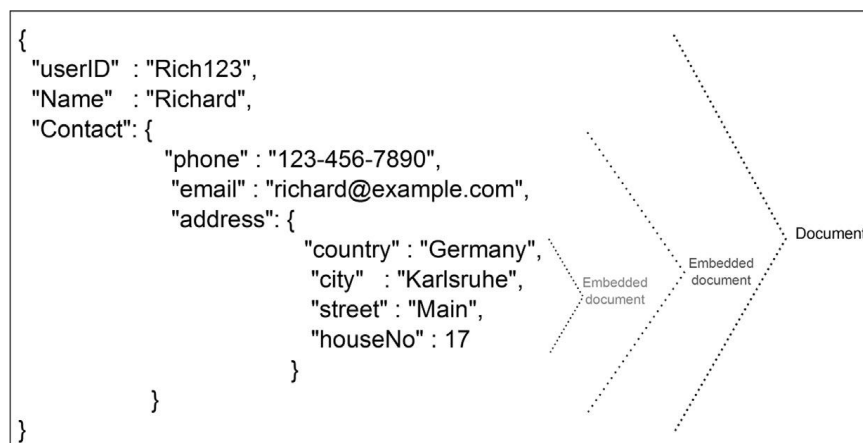 {
"userID" : "Rich123",
"Name" : "Richard",
"Contact": {
"phone" : "123-456-7890",
"email" : "richard@example.com",
"address": {
"country" : "Germany",
"city" : "Karlsruhe",
"street" : "Main",
"houseNo" : 17
}
}
}
Embedded
document
Embedded
document
Document